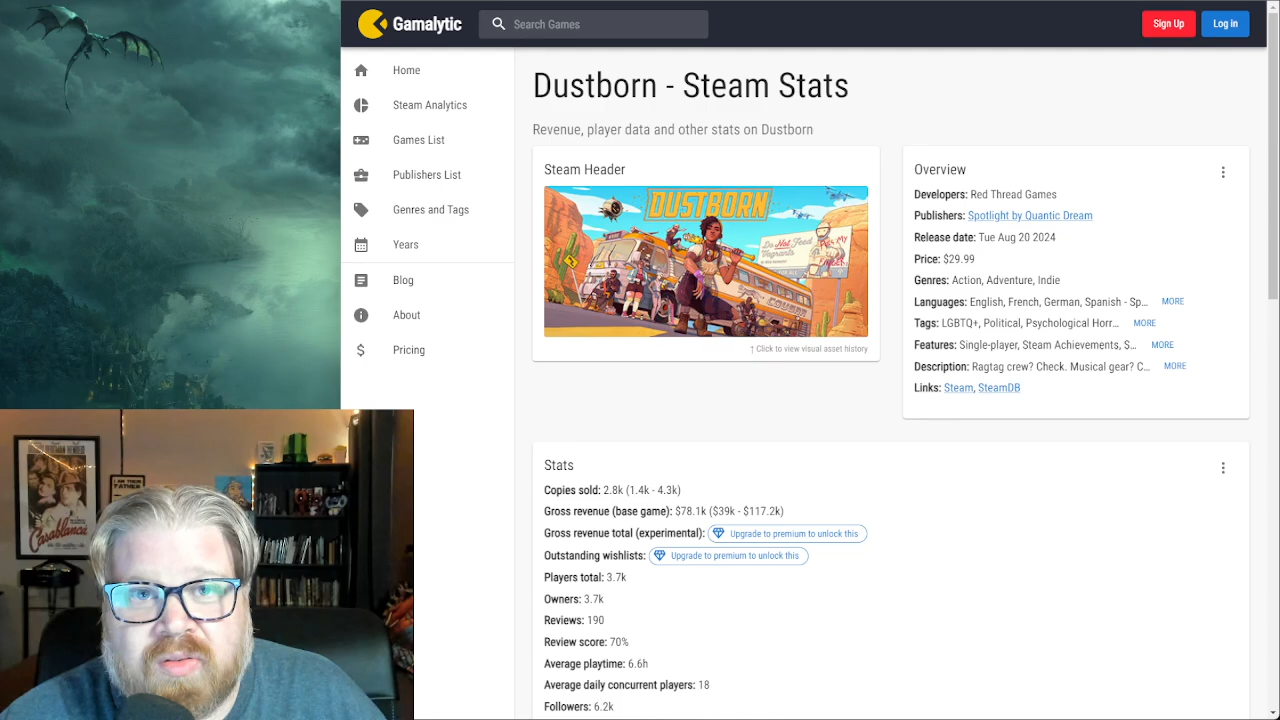 Gamalytic
Search Games
Sign Up
Log in
Home
Steam Analytics
Games List
Publishers List
Genres and Tags
Years
Blog
About
Pricing
Dustborn - Steam Stats
Revenue, player data and other stats on Dustborn
Steam Header
DUSTBORN
Do Not Feed
Vagrants
↑ Click to view visual asset history
Overview
Developers: Red Thread Games
Publishers: Spotlight by Quantic Dream
Release date: Tue Aug 20 2024
Price: $29.99
Genres: Action, Adventure, Indie
Languages: English, French, German, Spanish - Sp... MORE
Tags: LGBTQ+, Political, Psychological Horr... MORE
Features: Single-player, Steam Achievements, S... MORE
Description: Ragtag crew? Check. Musical gear? C... MORE
Links: Steam, SteamDB
Stats
Copies sold: 2.8k (1.4k - 4.3k)
Gross revenue (base game): $78.1k ($39k - $117.2k)
Gross revenue total (experimental): Upgrade to premium to unlock this
Outstanding wishlists: Upgrade to premium to unlock this
Players total: 3.7k
Owners: 3.7k
Reviews: 190
Review score: 70%
Average playtime: 6.6h
Average daily concurrent players: 18
Followers: 6.2k
I AM THEIR
FATHER
Casablanca